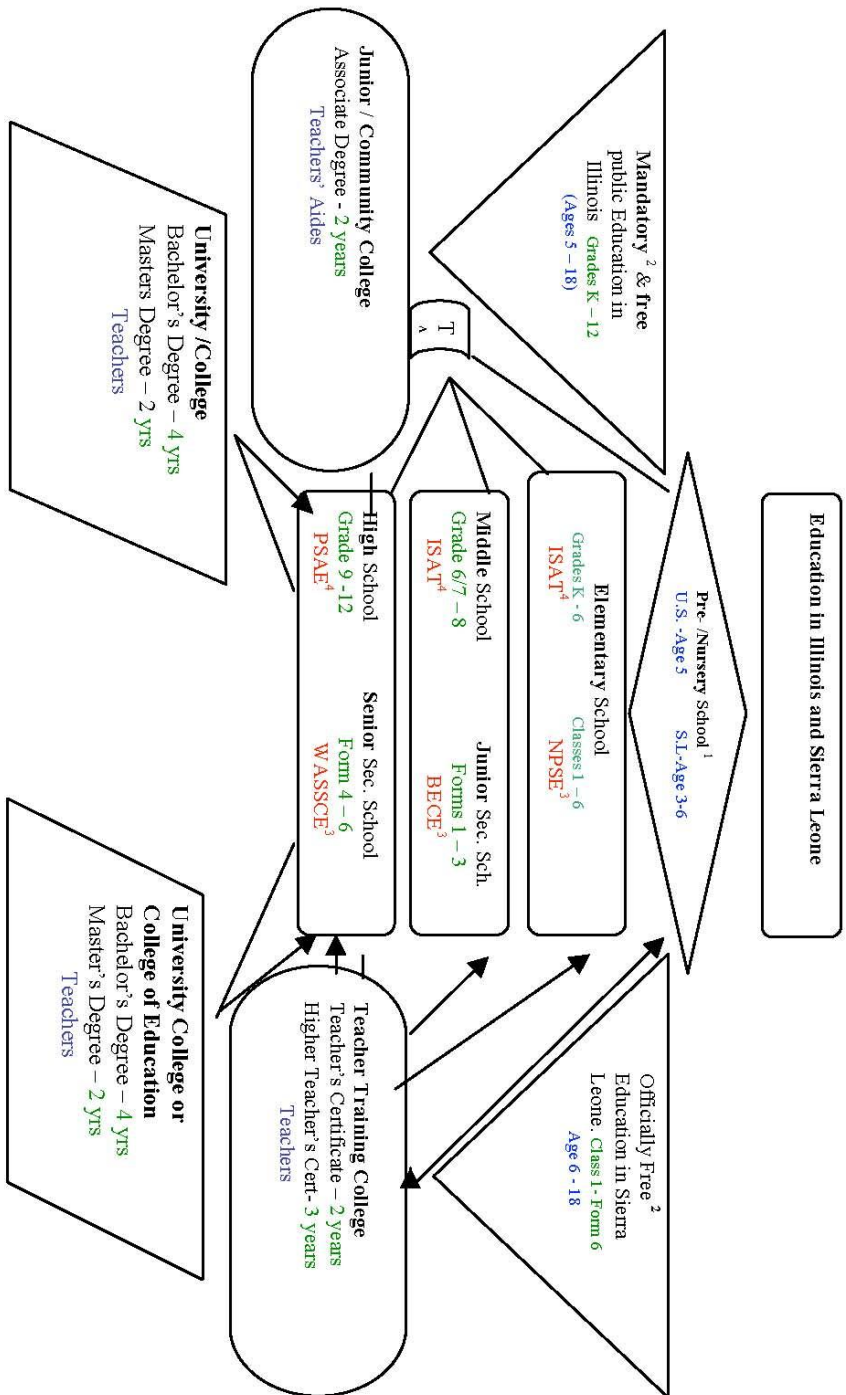 Education in Illinois and Sierra Leone
Pre- /Nursery School 1
U.S. -Age 5 S.L-Age 3-6
Mandatory 2 & free
public Education in
Illinois Grades K – 12
(Ages 5 – 18)
Officially Free 2
Education in Sierra
Leone. Class 1 - Form 6
Age 6 - 18
Elementary School
Grades K - 6 Classes 1 – 6
ISAT4 NPSE3
Middle School Junior Sec. Sch.
Grade 6/7 – 8 Forms 1 – 3
ISAT4 BECE3
High School Senior Sec. School
Grade 9 -12 Form 4 – 6
PSAE4 WASSCE3
T
A
Junior / Community College
Associate Degree - 2 years
Teachers' Aides
Teacher Training College
Teacher's Certificate – 2 years
Higher Teacher's Cert- 3 years
Teachers
University /College
Bachelor's Degree – 4 yrs
Masters Degree – 2 yrs
Teachers
University College or
College of Education
Bachelor's Degree – 4 yrs
Master's Degree – 2 yrs
Teachers